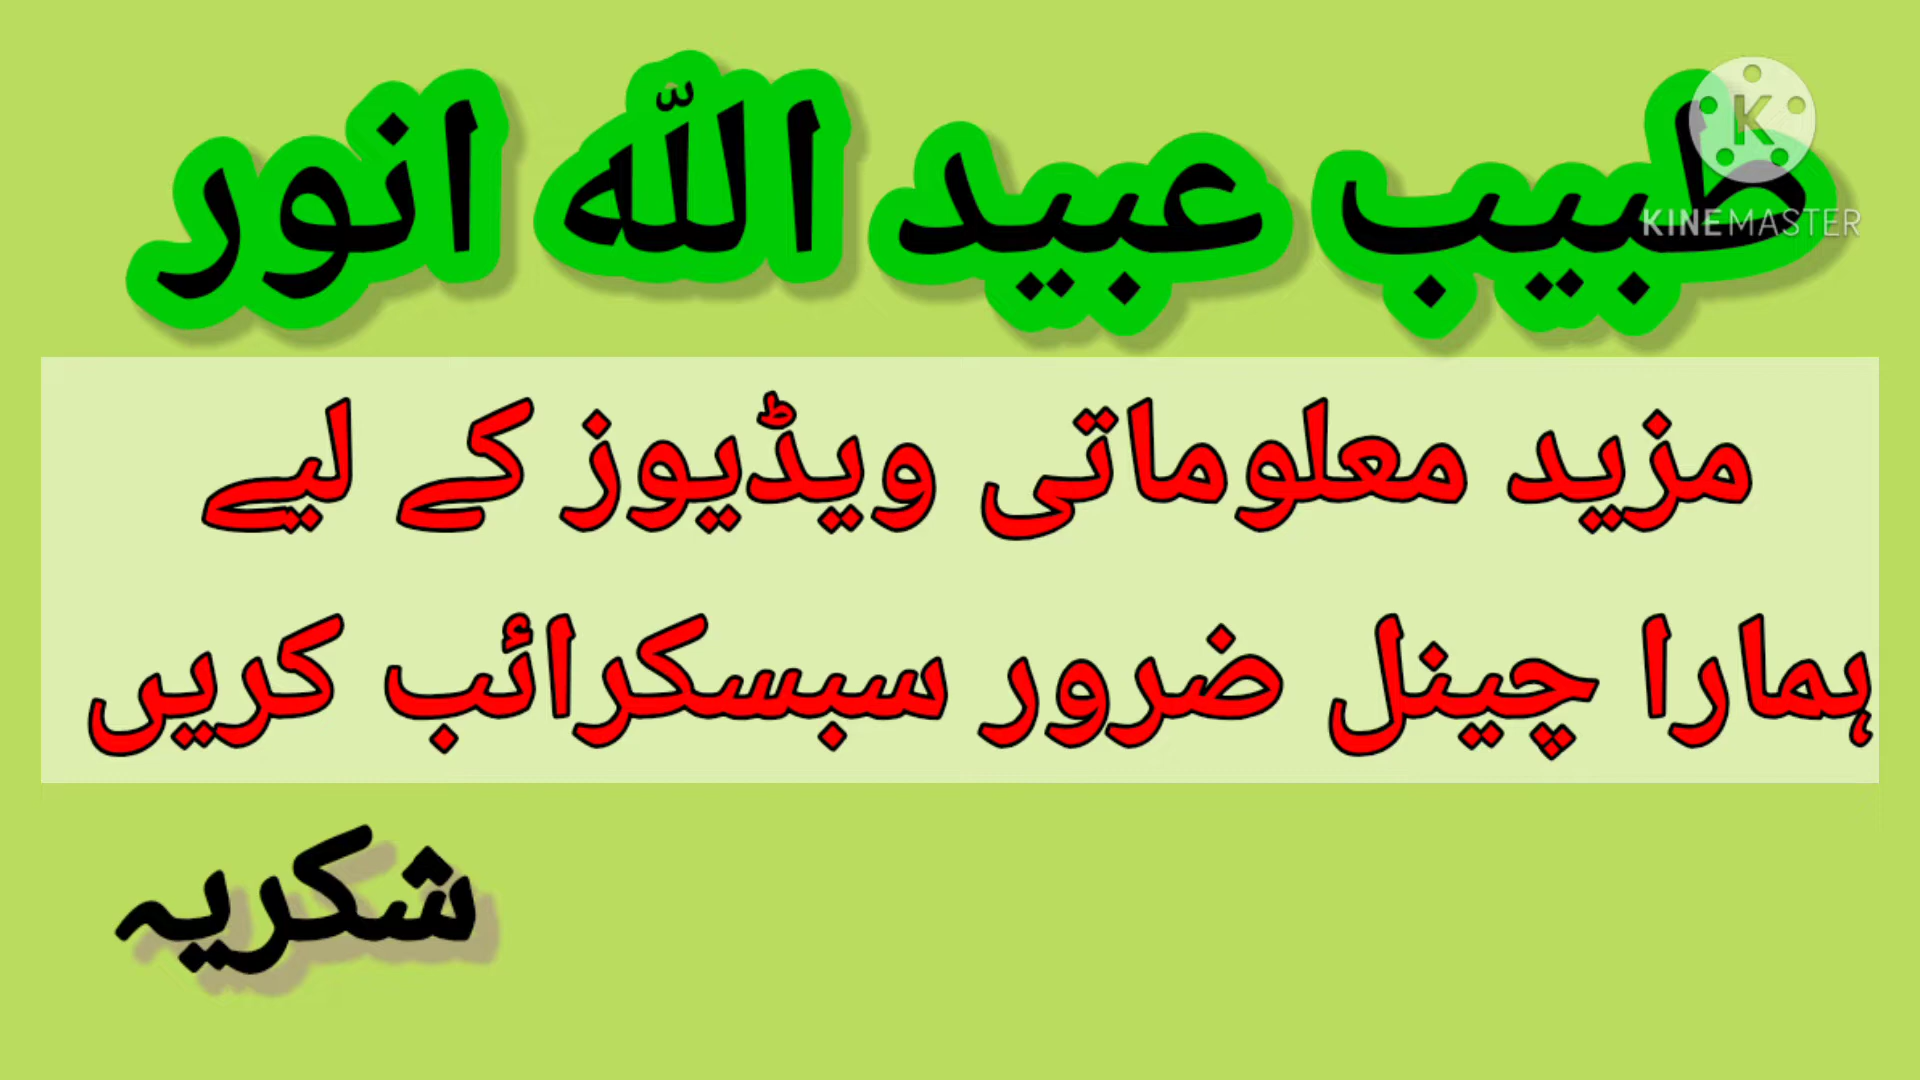 طبیب عبید اللہ انور
KINEMASTER
مزید معلوماتی ویڈیوز کے لیے
ہمارا چینل ضرور سبسکرائب کریں
شکریہ